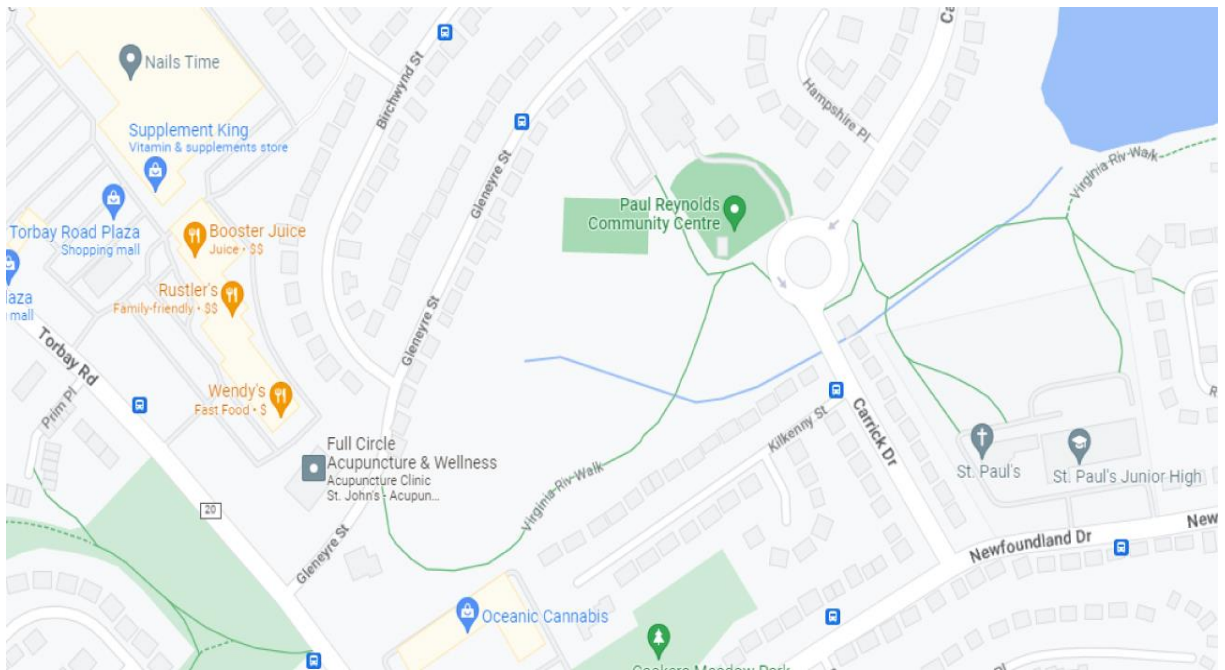 Nails Time
Supplement King
Vitamin & supplements store
Torbay Road Plaza
Shopping mall
Booster Juice
Juice • $$
Rustler's
Family-friendly • $$
Wendy's
Fast Food • $
Full Circle
Acupuncture & Wellness
Acupuncture Clinic
St. John's - Acupun...
Torbay Rd
Prim Pl
20
Gleneyre St
Gleneyre St
Gleneyre St
Birchwynd St
Paul Reynolds
Community Centre
Hampshire Pl
Virginia Riv Walk
Virginia Riv Walk
Kilkenny St
Carrick Dr
St. Paul's
St. Paul's Junior High
Newfoundland Dr
Oceanic Cannabis